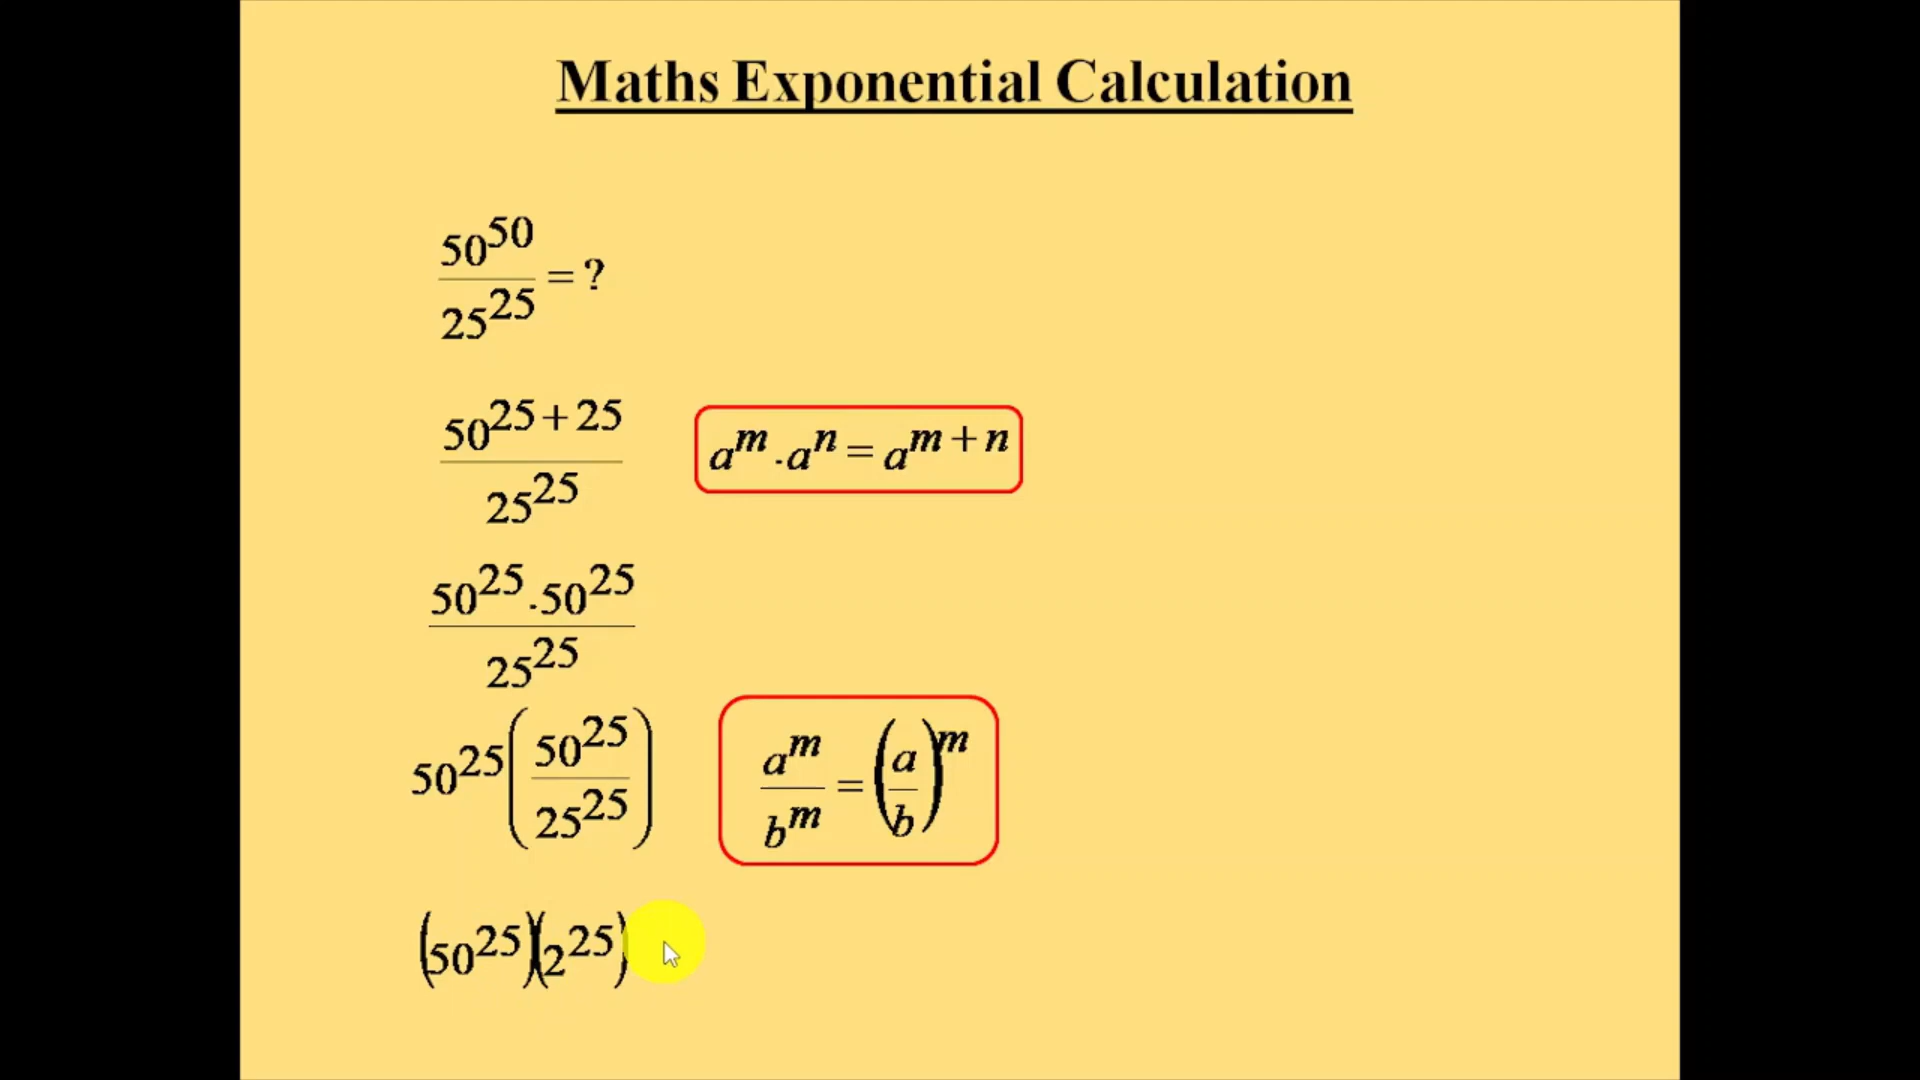 Maths Exponential Calculation
50^50 / 25^25 = ?
50^(25+25) / 25^25
a^m . a^n = a^(m+n)
50^25 . 50^25 / 25^25
50^25 (50^25 / 25^25)
a^m / b^m = (a/b)^m
(50^25)(2^25)